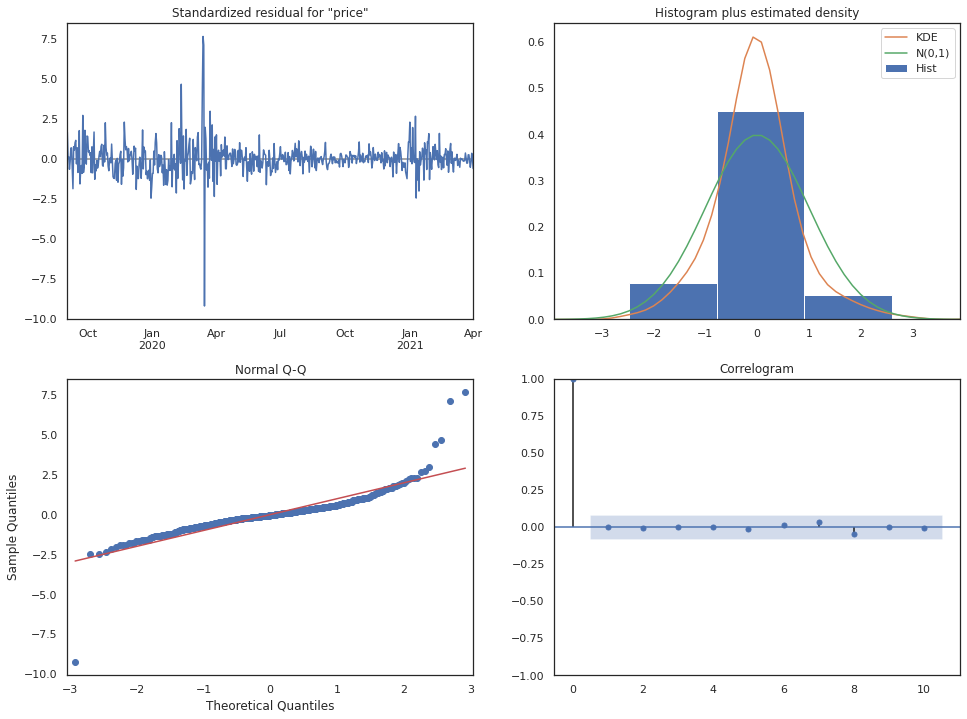 Standardized residual for "price"
7.5
5.0
2.5
0.0
−2.5
−5.0
−7.5
−10.0
Oct Jan Apr Jul Oct Jan Apr
2020 2021
Histogram plus estimated density
KDE
N(0,1)
Hist
0.6
0.5
0.4
0.3
0.2
0.1
0.0
−3 −2 −1 0 1 2 3
Normal Q-Q
Sample Quantiles
7.5
5.0
2.5
0.0
−2.5
−5.0
−7.5
−10.0
−3 −2 −1 0 1 2 3
Theoretical Quantiles
Correlogram
1.00
0.75
0.50
0.25
0.00
−0.25
−0.50
−0.75
−1.00
0 2 4 6 8 10